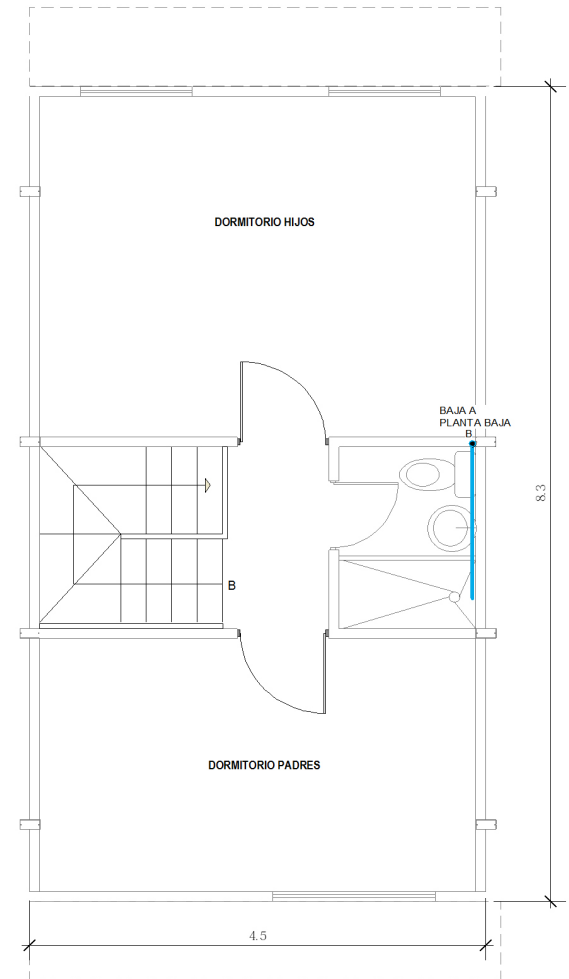 DORMITORIO HIJOS
BAJA A
PLANTA BAJA
B
8.3
B
DORMITORIO PADRES
4.5